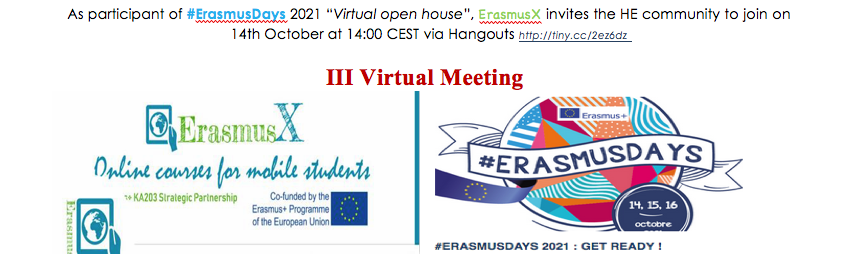 As participant of #ErasmusDays 2021 “Virtual open house”, ErasmusX invites the HE community to join on
14th October at 14:00 CEST via Hangouts http://tiny.cc/2ez6dz
III Virtual Meeting
ErasmusX
Online courses for mobile students
KA203 Strategic Partnership
Co-funded by the
Erasmus+ Programme
of the European Union
Erasmus
Erasmus+
#ERASMUSDAYS
14, 15, 16
octobre
#ERASMUSDAYS 2021 : GET READY !